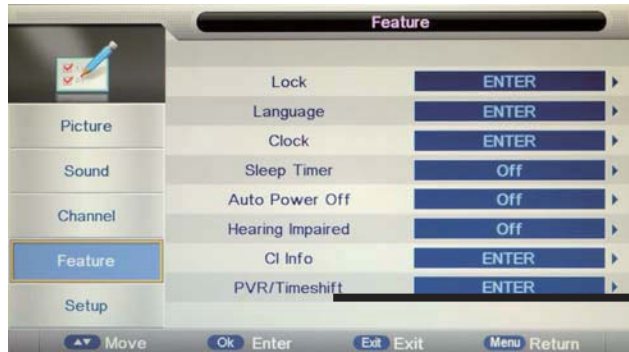 Feature
Lock ENTER
Language ENTER
Picture
Clock ENTER
Sound
Sleep Timer Off
Auto Power Off Off
Channel
Hearing Impaired Off
Feature
CI Info ENTER
PVR/Timeshift ENTER
Setup
Move Ok Enter Exit Exit Menu Return